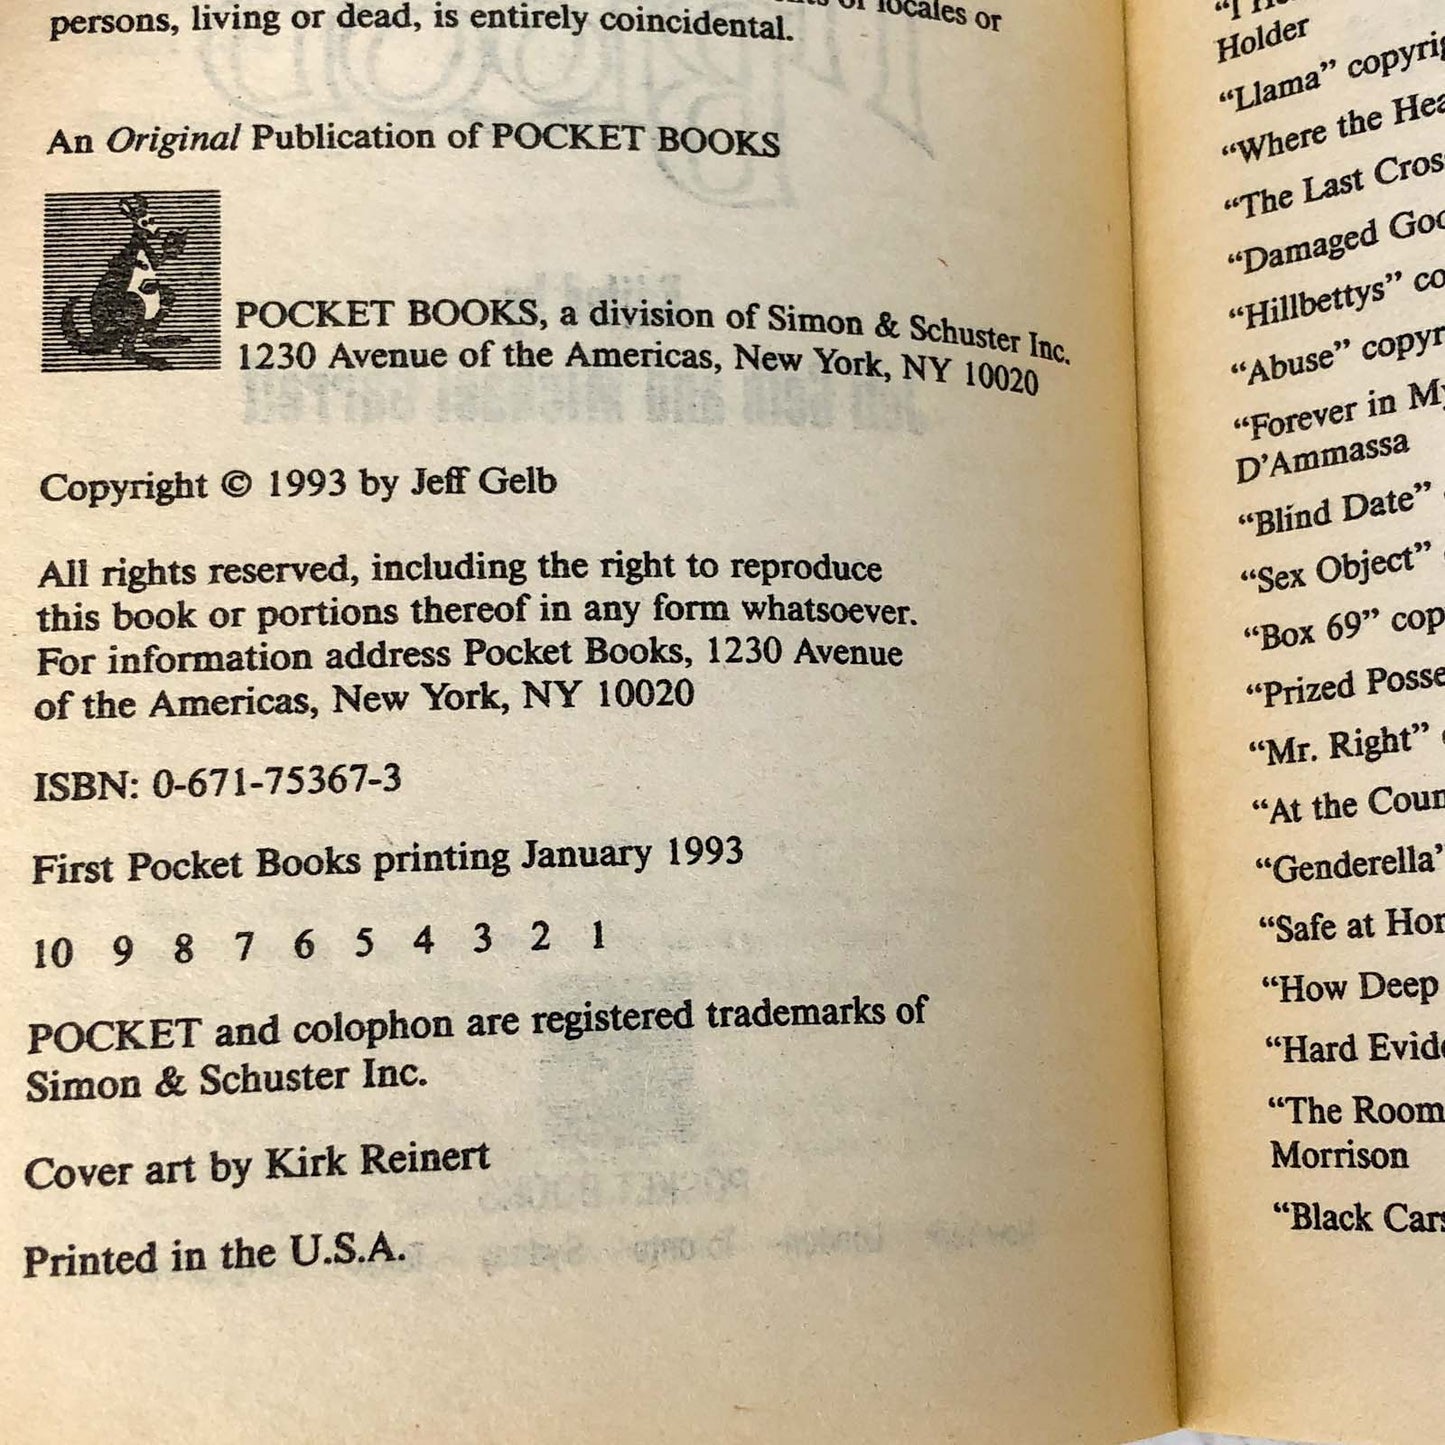 of locales or
persons, living or dead, is entirely coincidental.
An Original Publication of POCKET BOOKS
POCKET BOOKS, a division of Simon & Schuster Inc.
1230 Avenue of the Americas, New York, NY 10020
Copyright © 1993 by Jeff Gelb
All rights reserved, including the right to reproduce
this book or portions thereof in any form whatsoever.
For information address Pocket Books, 1230 Avenue
of the Americas, New York, NY 10020
ISBN: 0-671-75367-3
First Pocket Books printing January 1993
10 9 8 7 6 5 4 3 2 1
POCKET and colophon are registered trademarks of
Simon & Schuster Inc.
Cover art by Kirk Reinert
Printed in the U.S.A.
Holder
“Llama” copyrig
“Where the Hea
“The Last Cros
“Damaged Goo
“Hillbettys” co
“Abuse” copyr
“Forever in My
D’Ammassa
“Blind Date”
“Sex Object”
“Box 69” cop
“Prized Posse
“Mr. Right”
“At the Coun
“Genderella”
“Safe at Hor
“How Deep
“Hard Evide
“The Room
Morrison
“Black Cars